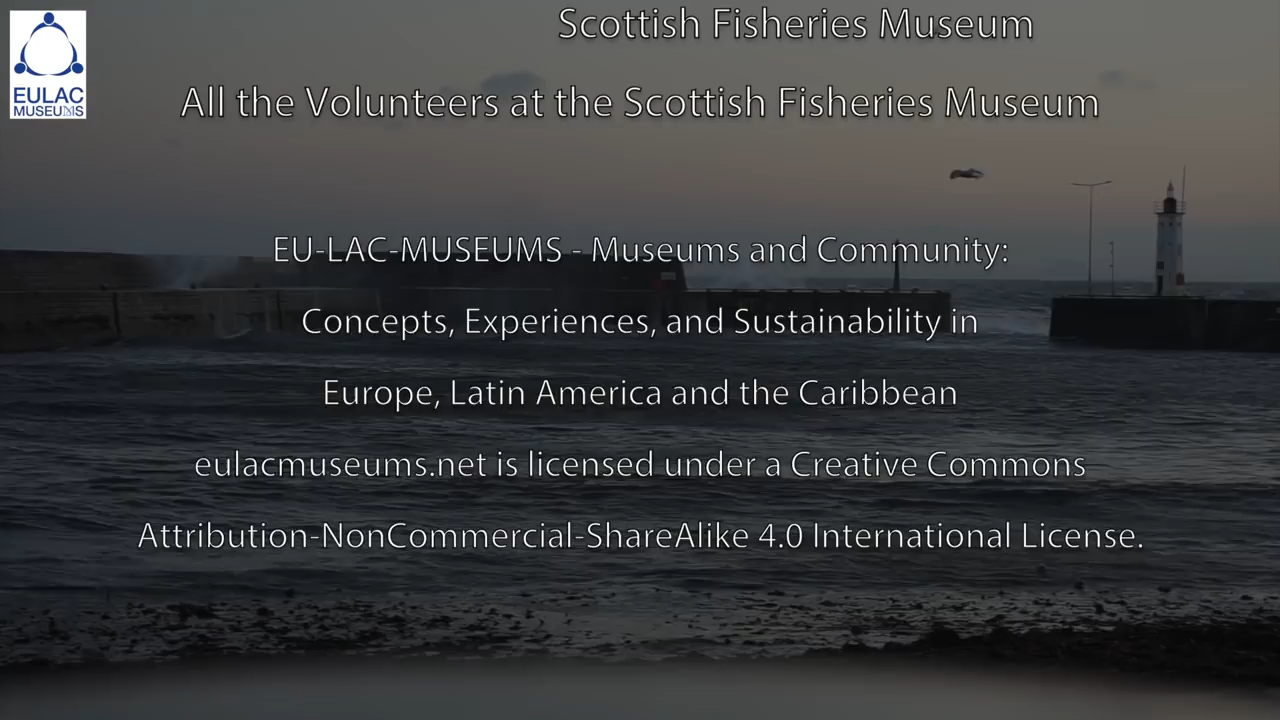 Scottish Fisheries Museum
EULAC
MUSEUMS
All the Volunteers at the Scottish Fisheries Museum
EU-LAC-MUSEUMS - Museums and Community:
Concepts, Experiences, and Sustainability in
Europe, Latin America and the Caribbean
eulacmuseums.net is licensed under a Creative Commons
Attribution-NonCommercial-ShareAlike 4.0 International License.